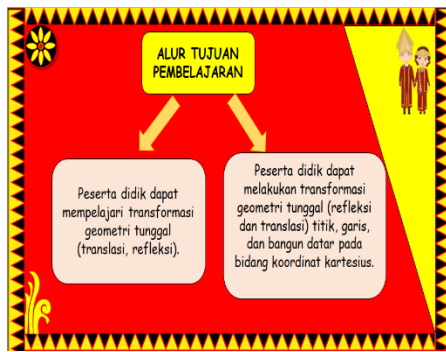 ALUR TUJUAN
PEMBELAJARAN
Peserta didik dapat
mempelajari transformasi
geometri tunggal
(translasi, refleksi).
Peserta didik dapat
melakukan transformasi
geometri tunggal (refleksi
dan translasi) titik, garis,
dan bangun datar pada
bidang koordinat kartesius.